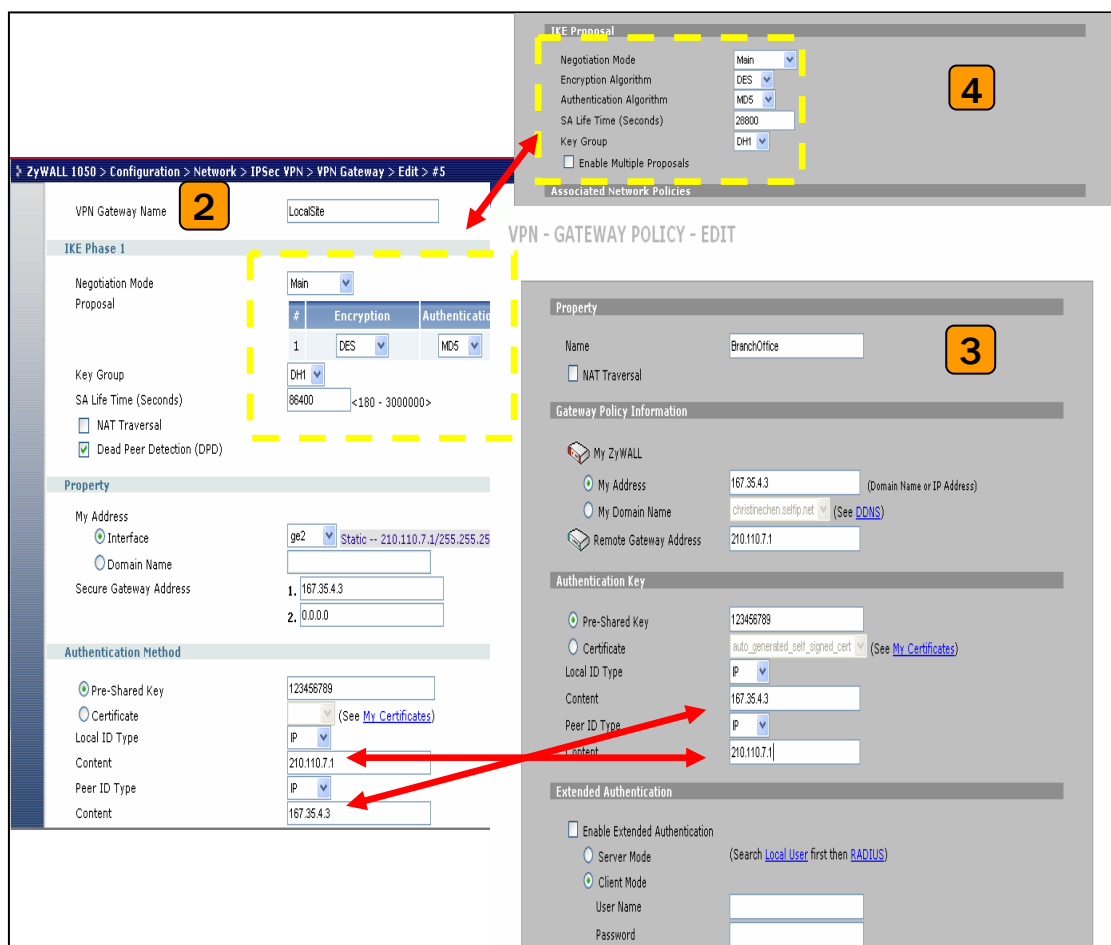 IKE Proposal
Negotiation Mode Main
Encryption Algorithm DES
Authentication Algorithm MD5
SA Life Time (Seconds) 28800
Key Group DH1
Enable Multiple Proposals
Associated Network Policies
4
ZyWALL 1050 > Configuration > Network > IPSec VPN > VPN Gateway > Edit > #5
2
VPN Gateway Name LocalSite
IKE Phase 1
Negotiation Mode Main
Proposal
# Encryption Authenticatio
1 DES MD5
Key Group DH1
SA Life Time (Seconds) 86400 <180 - 3000000>
NAT Traversal
Dead Peer Detection (DPD)
Property
My Address
Interface ge2 Static -- 210.110.7.1/255.255.25
Domain Name
Secure Gateway Address 1. 167.35.4.3
2. 0.0.0.0
Authentication Method
Pre-Shared Key 123456789
Certificate (See My Certificates)
Local ID Type IP
Content 210.110.7.1
Peer ID Type IP
Content 167.35.4.3
VPN - GATEWAY POLICY - EDIT
Property
3
Name BranchOffice
NAT Traversal
Gateway Policy Information
My ZyWALL
My Address 167.35.4.3 (Domain Name or IP Address)
My Domain Name christinechen.selfip.net (See DDNS)
Remote Gateway Address 210.110.7.1
Authentication Key
Pre-Shared Key 123456789
Certificate auto_generated_self_signed_cert (See My Certificates)
Local ID Type IP
Content 167.35.4.3
Peer ID Type IP
Content 210.110.7.1
Extended Authentication
Enable Extended Authentication
Server Mode (Search Local User first then RADIUS)
Client Mode
User Name
Password